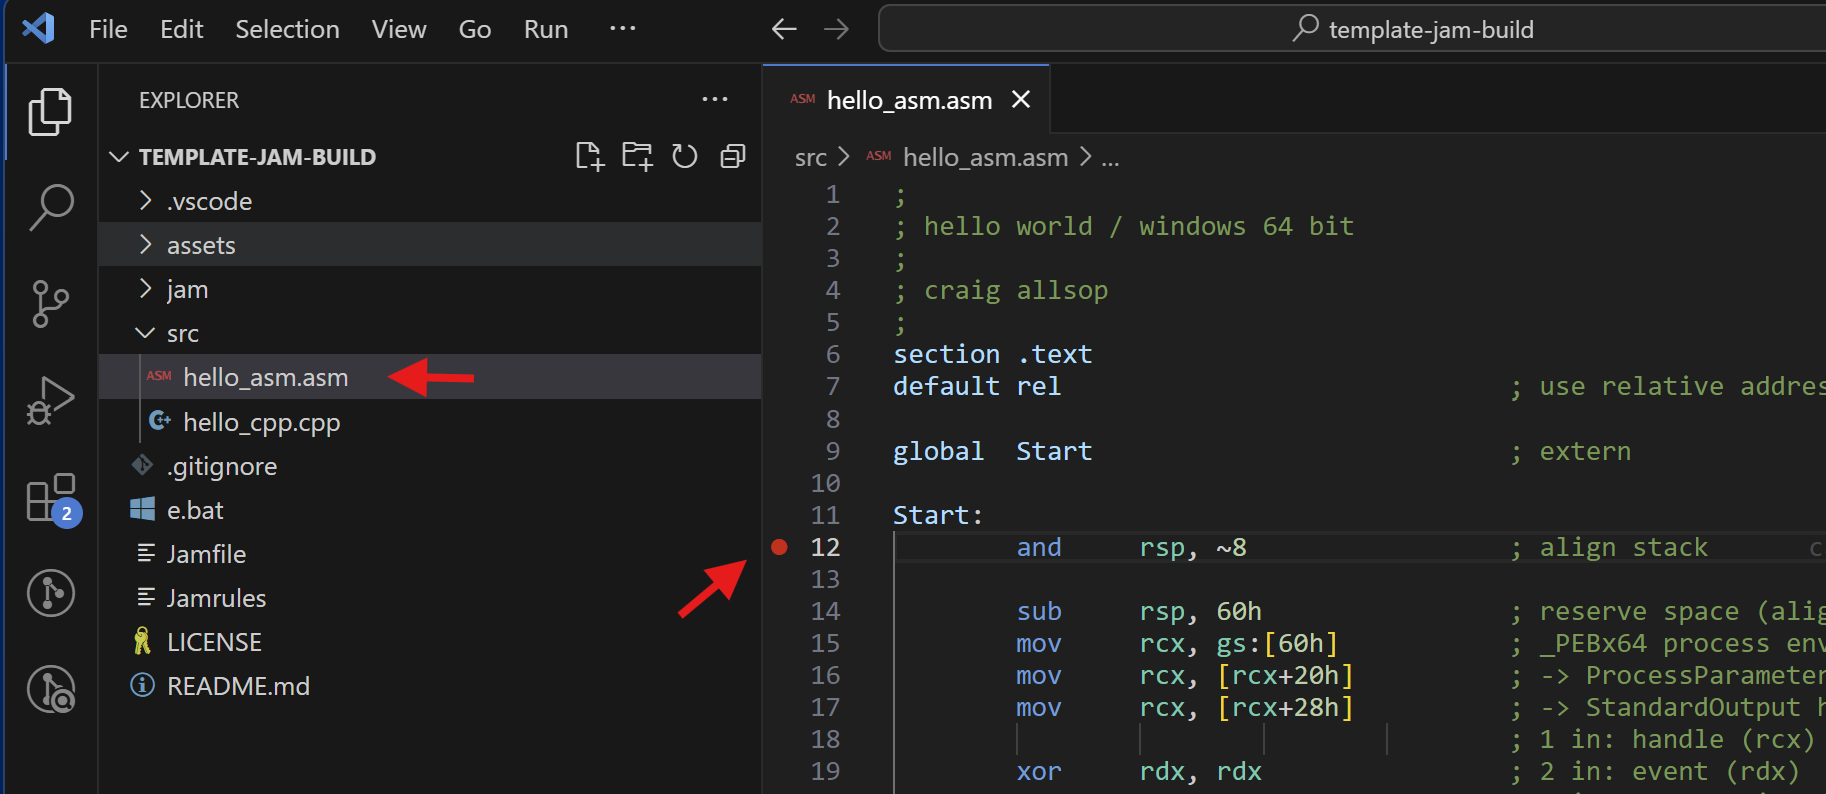 File Edit Selection View Go Run ...
template-jam-build
EXPLORER ...
TEMPLATE-JAM-BUILD
.vscode
assets
jam
src
ASM hello_asm.asm
C++ hello_cpp.cpp
.gitignore
e.bat
Jamfile
Jamrules
LICENSE
README.md
2
ASM hello_asm.asm
src > ASM hello_asm.asm > ...
1 ;
2 ; hello world / windows 64 bit
3 ;
4 ; craig allsop
5 ;
6 section .text
7 default rel ; use relative addres
8
9 global Start ; extern
10
11 Start:
12 and rsp, ~8 ; align stack c
13
14 sub rsp, 60h ; reserve space (alig
15 mov rcx, gs:[60h] ; _PEBx64 process env
16 mov rcx, [rcx+20h] ; -> ProcessParameter
17 mov rcx, [rcx+28h] ; -> StandardOutput h
18 ; 1 in: handle (rcx)
19 xor rdx, rdx ; 2 in: event (rdx)